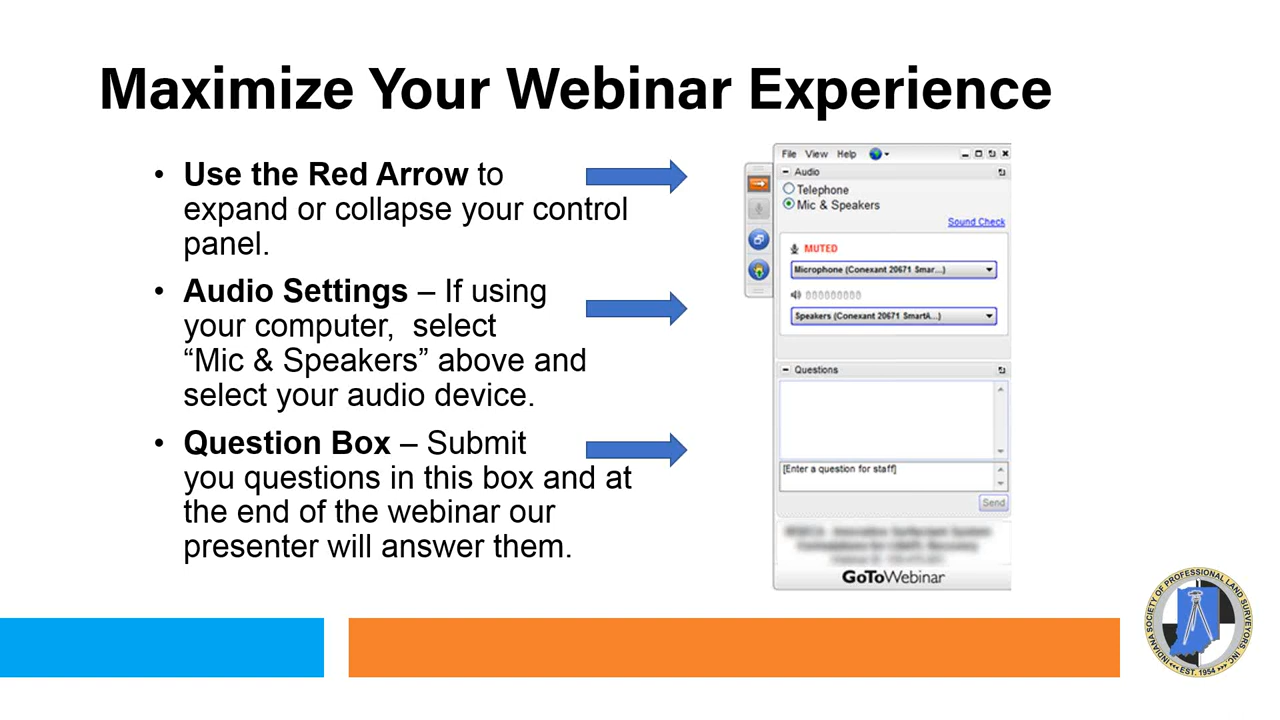 Maximize Your Webinar Experience
• Use the Red Arrow to
expand or collapse your control
panel.
• Audio Settings – If using
your computer,  select
“Mic & Speakers” above and
select your audio device.
• Question Box – Submit
you questions in this box and at
the end of the webinar our
presenter will answer them.
File View Help
Audio
Telephone
Mic & Speakers
Sound Check
MUTED
Microphone (Conexant 20671 Smar...)
Speakers (Conexant 20671 SmartA...)
Questions
[Enter a question for staff]
Send
GoToWebinar
INDIANA SOCIETY OF PROFESSIONAL LAND SURVEYORS, INC.
EST. 1954